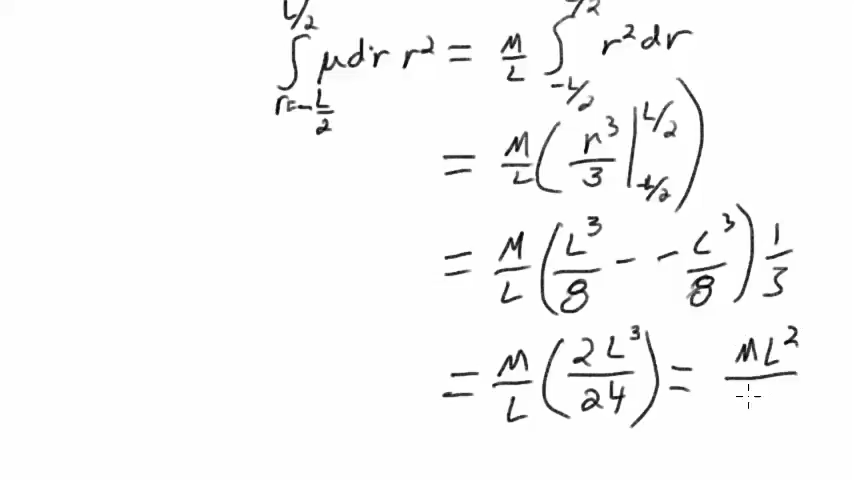 ∫_{r=-L/2}^{L/2} μ dr r² = M/L ∫_{-L/2}^{L/2} r² dr
= M/L ( r³/3 |_{-L/2}^{L/2} )
= M/L ( L³/8 - - L³/8 ) 1/3
= M/L ( 2L³/24 ) = ML²/